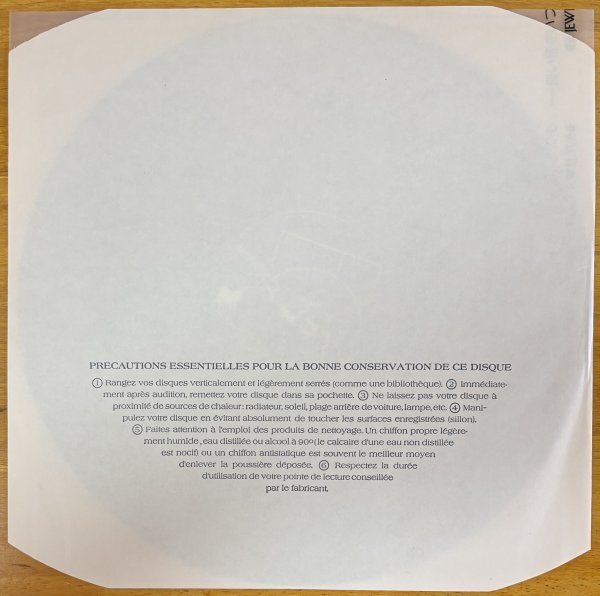 PRECAUTIONS ESSENTIELLES POUR LA BONNE CONSERVATION DE CE DISQUE
① Rangez vos disques verticalement et légèrement serrés (comme une bibliothèque). ② Immédiate-
ment après audition, remettez votre disque dans sa pochette. ③ Ne laissez pas votre disque à
proximité de sources de chaleur: radiateur, soleil, plage arrière de voiture, lampe, etc. ④ Mani-
pulez votre disque en évitant absolument de toucher les surfaces enregistrées (sillon).
⑤ Faites attention à l'emploi des produits de nettoyage. Un chiffon propre légère-
ment humide, eau distillée ou alcool à 90º (le calcaire d'une eau non distillée
est nocif) ou un chiffon antistatique est souvent le meilleur moyen
d'enlever la poussière déposée. ⑥ Respectez la durée
d'utilisation de votre pointe de lecture conseillée
par le fabricant.